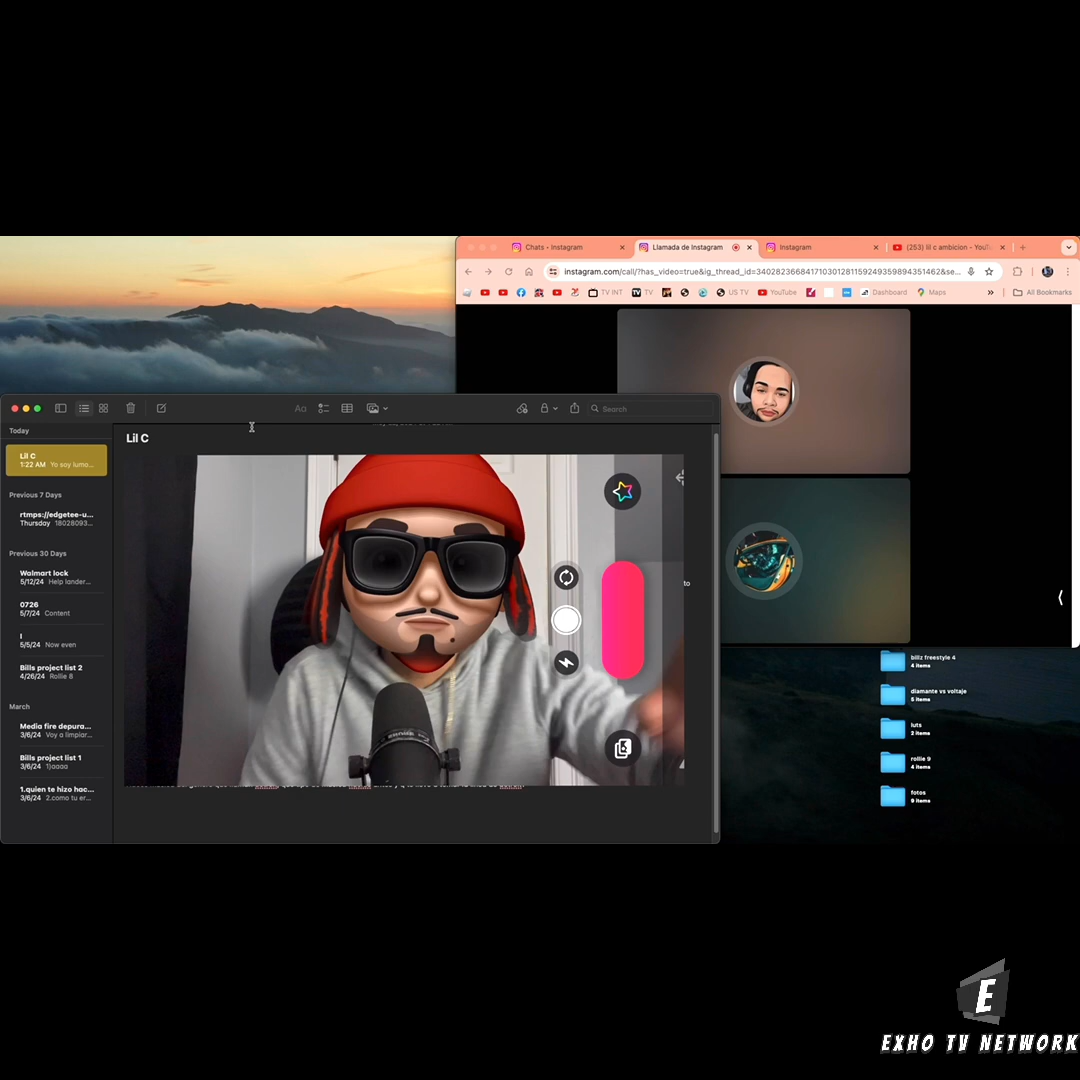 Chats • Instagram
Llamada de Instagram
Instagram
(253) lil c ambicion - YouTu
instagram.com/call/?has_video=true&ig_thread_id=340282366841710301281159249359894351462&se...
TV INT
TV
US TV
YouTube
Dashboard
Maps
All Bookmarks
Aa
Search
Today
Lil C
1:22 AM Yo soy lumo...
Previous 7 Days
rtmps://edgetee-u...
Thursday 18028093...
Previous 30 Days
Walmart lock
5/12/24 Help lander...
0726
5/7/24 Content
I
5/5/24 Now even
Bills project list 2
4/26/24 Rollie 8
March
Media fire depura...
3/6/24 Voy a limpiar...
Bills project list 1
3/6/24 1)aaaa
1.quien te hizo hac...
3/6/24 2.como tu er...
Lil C
to
billz freestyle 4
4 items
diamante vs voltaje
5 items
luts
2 items
rollie 9
4 items
fotos
9 items
E
EXHO TV NETWORK